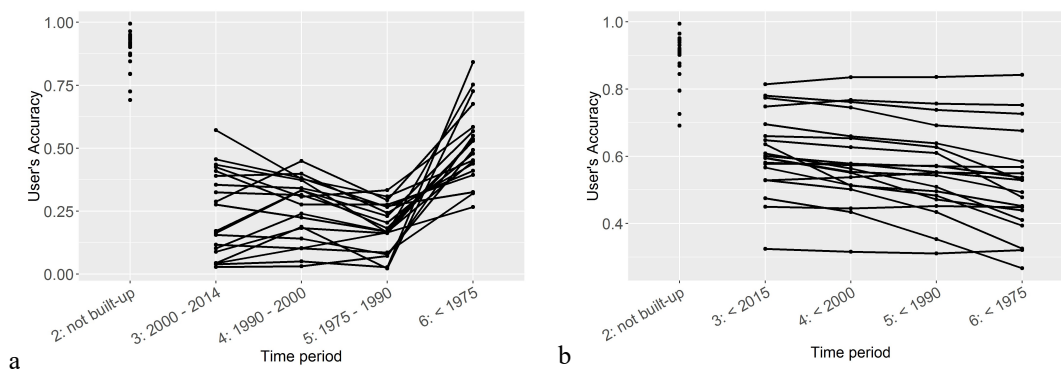 User's Accuracy
1.00
0.75
0.50
0.25
0.00
2: not built-up
3: 2000 - 2014
4: 1990 - 2000
5: 1975 - 1990
6: < 1975
Time period
a
User's Accuracy
1.0
0.8
0.6
0.4
2: not built-up
3: < 2015
4: < 2000
5: < 1990
6: < 1975
Time period
b